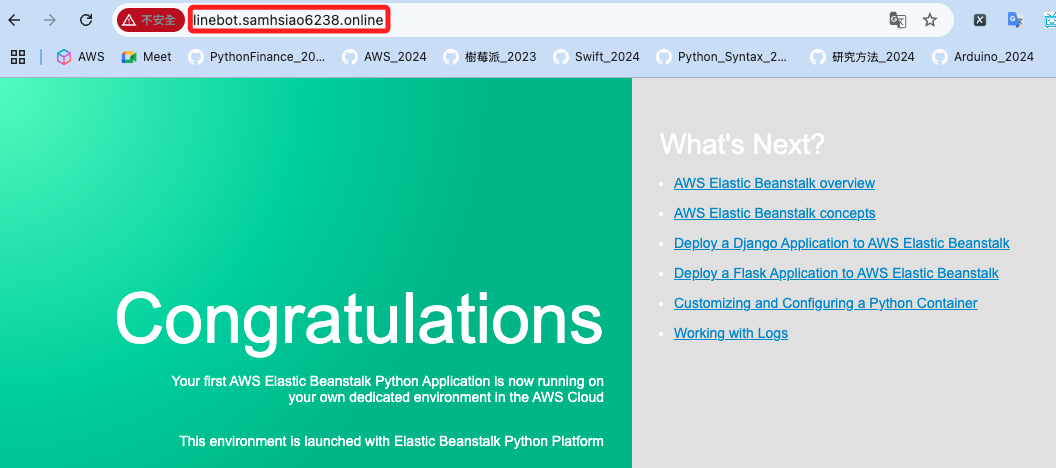 不安全 linebot.samhsiao6238.online
AWS Meet PythonFinance_20... AWS_2024 樹莓派_2023 Swift_2024 Python_Syntax_2... 研究方法_2024 Arduino_2024
Congratulations
Your first AWS Elastic Beanstalk Python Application is now running on
your own dedicated environment in the AWS Cloud
This environment is launched with Elastic Beanstalk Python Platform
What's Next?
AWS Elastic Beanstalk overview
AWS Elastic Beanstalk concepts
Deploy a Django Application to AWS Elastic Beanstalk
Deploy a Flask Application to AWS Elastic Beanstalk
Customizing and Configuring a Python Container
Working with Logs